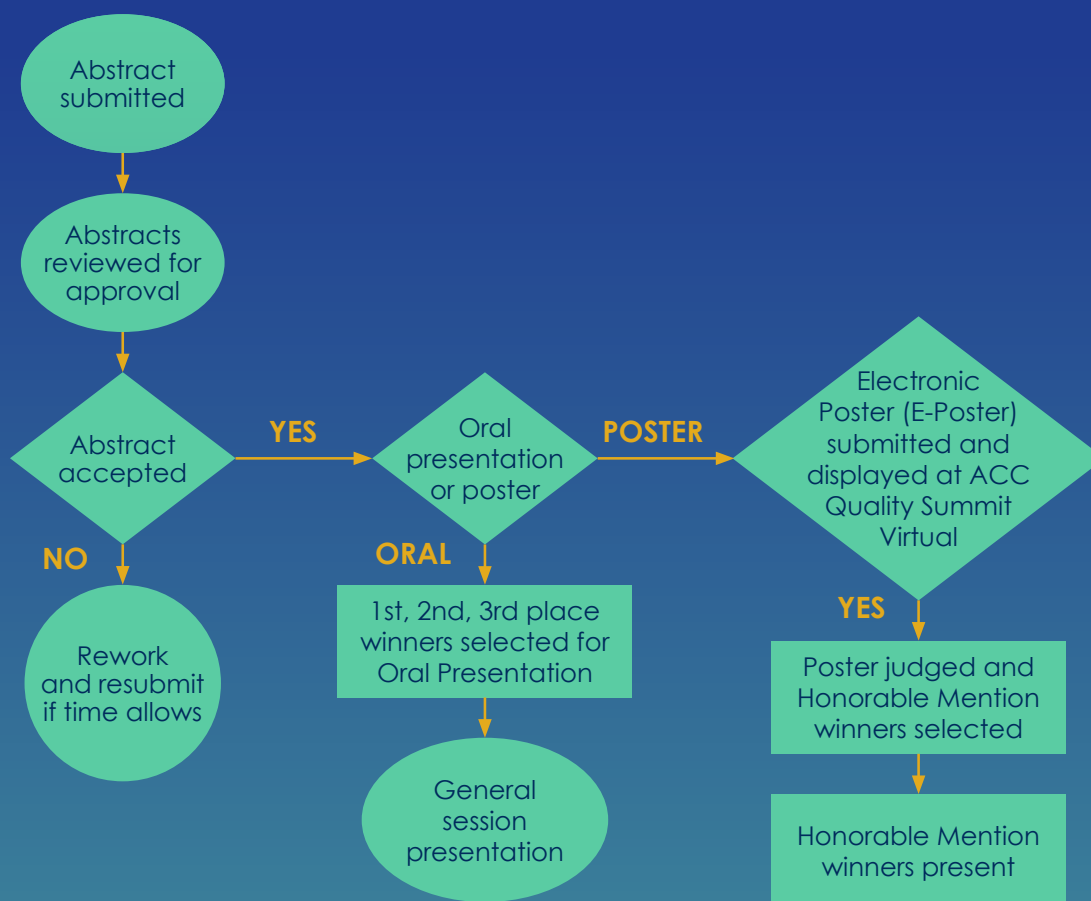 Abstract
submitted
Abstracts
reviewed for
approval
Abstract
accepted
YES
Oral
presentation
or poster
POSTER
Electronic
Poster (E-Poster)
submitted and
displayed at ACC
Quality Summit
Virtual
NO
Rework
and resubmit
if time allows
ORAL
1st, 2nd, 3rd place
winners selected for
Oral Presentation
General
session
presentation
YES
Poster judged and
Honorable Mention
winners selected
Honorable Mention
winners present